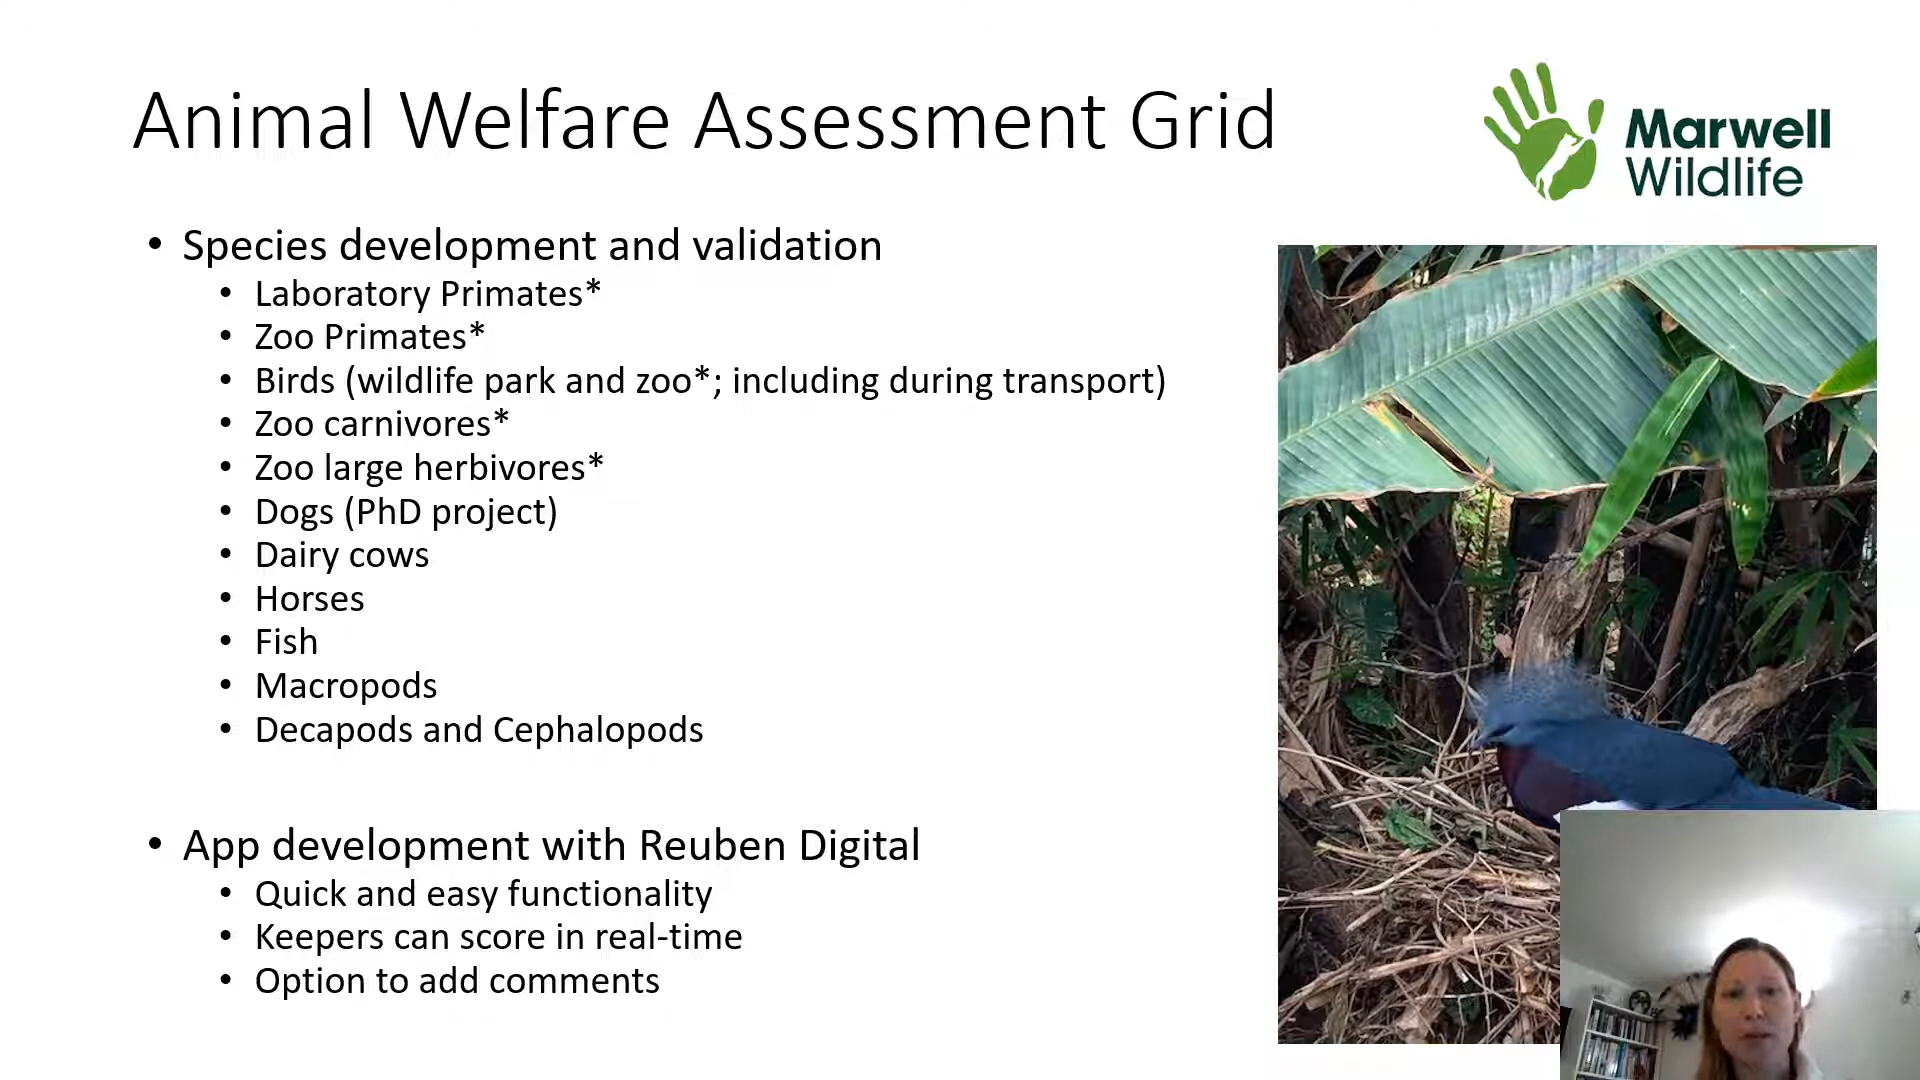 Animal Welfare Assessment Grid
Marwell
Wildlife
• Species development and validation
• Laboratory Primates*
• Zoo Primates*
• Birds (wildlife park and zoo*; including during transport)
• Zoo carnivores*
• Zoo large herbivores*
• Dogs (PhD project)
• Dairy cows
• Horses
• Fish
• Macropods
• Decapods and Cephalopods
• App development with Reuben Digital
• Quick and easy functionality
• Keepers can score in real-time
• Option to add comments